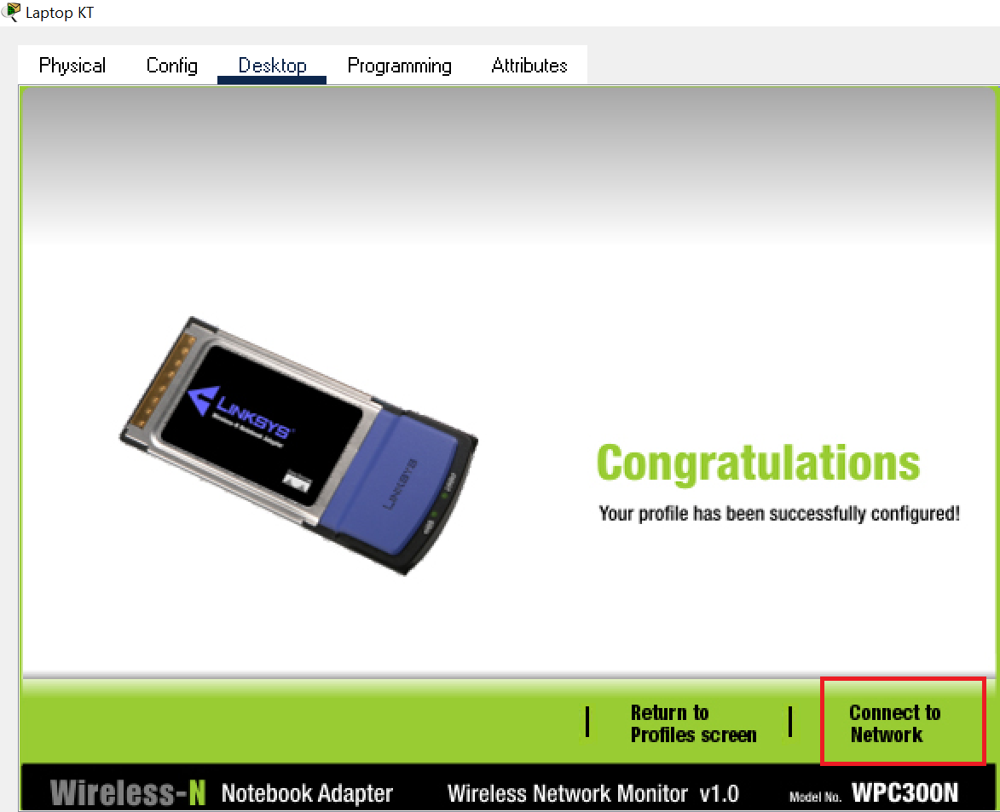 Laptop KT
Physical Config Desktop Programming Attributes
LINKSYS
LINKSYS
Congratulations
Your profile has been successfully configured!
Return to
Profiles screen
Connect to
Network
Wireless-N Notebook Adapter Wireless Network Monitor v1.0 Model No. WPC300N